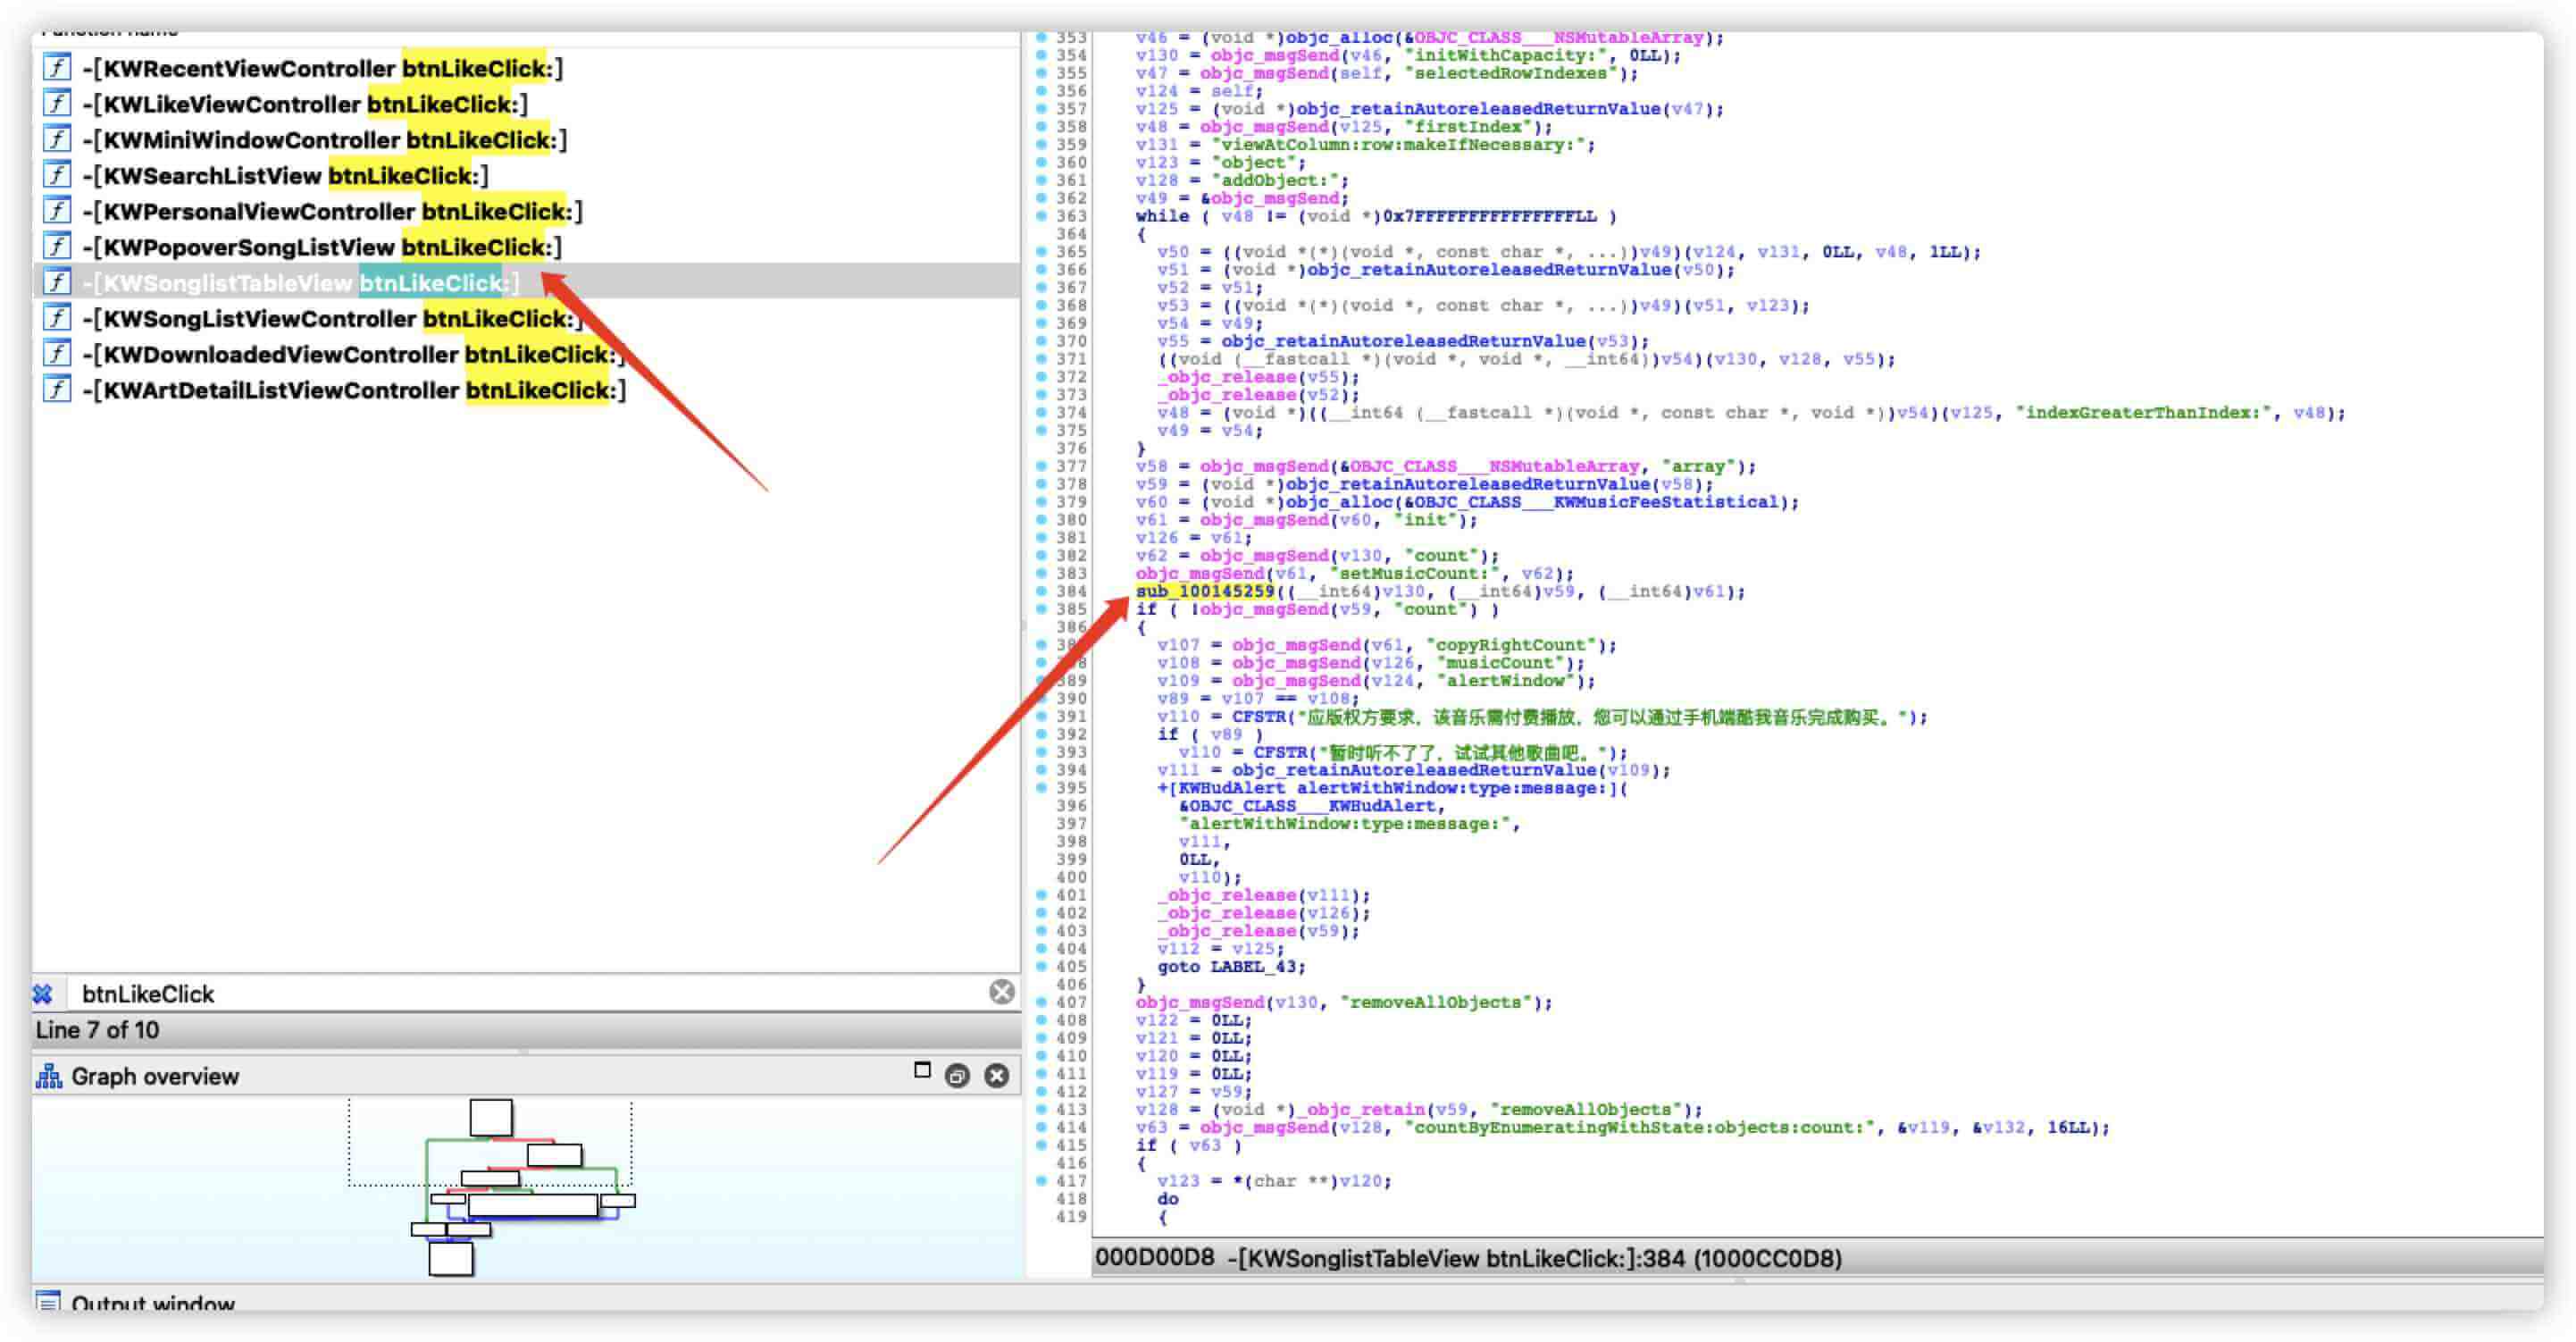 Function name
-[KWRecentViewController btnLikeClick:]
-[KWLikeViewController btnLikeClick:]
-[KWMiniWindowController btnLikeClick:]
-[KWSearchListView btnLikeClick:]
-[KWPersonalViewController btnLikeClick:]
-[KWPopoverSongListView btnLikeClick:]
-[KWSonglistTableView btnLikeClick:]
-[KWSongListViewController btnLikeClick:]
-[KWDownloadedViewController btnLikeClick:]
-[KWArtDetailListViewController btnLikeClick:]
btnLikeClick
Line 7 of 10
Graph overview
Output window
353 v46 = (void *)objc_alloc(&OBJC_CLASS___NSMutableArray);
354 v130 = objc_msgSend(v46, "initWithCapacity:", 0LL);
355 v47 = objc_msgSend(self, "selectedRowIndexes");
356 v124 = self;
357 v125 = (void *)objc_retainAutoreleasedReturnValue(v47);
358 v48 = objc_msgSend(v125, "firstIndex");
359 v131 = "viewAtColumn:row:makeIfNecessary:";
360 v123 = "object";
361 v128 = "addObject:";
362 v49 = &objc_msgSend;
363 while ( v48 != (void *)0x7FFFFFFFFFFFFFFFLL )
364 {
365 v50 = ((void *(*)(void *, const char *, ...))v49)(v124, v131, 0LL, v48, 1LL);
366 v51 = (void *)objc_retainAutoreleasedReturnValue(v50);
367 v52 = v51;
368 v53 = ((void *(*)(void *, const char *, ...))v49)(v51, v123);
369 v54 = v49;
370 v55 = objc_retainAutoreleasedReturnValue(v53);
371 ((void (__fastcall *)(void *, void *, __int64))v54)(v130, v128, v55);
372 _objc_release(v55);
373 _objc_release(v52);
374 v48 = (void *)((__int64 (__fastcall *)(void *, const char *, void *))v54)(v125, "indexGreaterThanIndex:", v48);
375 v49 = v54;
376 }
377 v58 = objc_msgSend(&OBJC_CLASS___NSMutableArray, "array");
378 v59 = (void *)objc_retainAutoreleasedReturnValue(v58);
379 v60 = (void *)objc_alloc(&OBJC_CLASS___KWMusicFeeStatistical);
380 v61 = objc_msgSend(v60, "init");
381 v126 = v61;
382 v62 = objc_msgSend(v130, "count");
383 objc_msgSend(v61, "setMusicCount:", v62);
384 sub_100145259((__int64)v130, (__int64)v59, (__int64)v61);
385 if ( !objc_msgSend(v59, "count") )
386 {
v107 = objc_msgSend(v61, "copyRightCount");
v108 = objc_msgSend(v126, "musicCount");
389 v109 = objc_msgSend(v124, "alertWindow");
390 v89 = v107 == v108;
391 v110 = CFSTR("应版权方要求，该音乐需付费播放，您可以通过手机端酷我音乐完成购买。");
392 if ( v89 )
393 v110 = CFSTR("暂时听不了了，试试其他歌曲吧。");
394 v111 = objc_retainAutoreleasedReturnValue(v109);
395 +[KWHudAlert alertWithWindow:type:message:](
396 &OBJC_CLASS___KWHudAlert,
397 "alertWithWindow:type:message:",
398 v111,
399 0LL,
400 v110);
401 _objc_release(v111);
402 _objc_release(v126);
403 _objc_release(v59);
404 v112 = v125;
405 goto LABEL_43;
406 }
407 objc_msgSend(v130, "removeAllObjects");
408 v122 = 0LL;
409 v121 = 0LL;
410 v120 = 0LL;
411 v119 = 0LL;
412 v127 = v59;
413 v128 = (void *)_objc_retain(v59, "removeAllObjects");
414 v63 = objc_msgSend(v128, "countByEnumeratingWithState:objects:count:", &v119, &v132, 16LL);
415 if ( v63 )
416 {
417 v123 = *(char **)v120;
418 do
419 {
000D00D8 -[KWSonglistTableView btnLikeClick:]:384 (1000CC0D8)